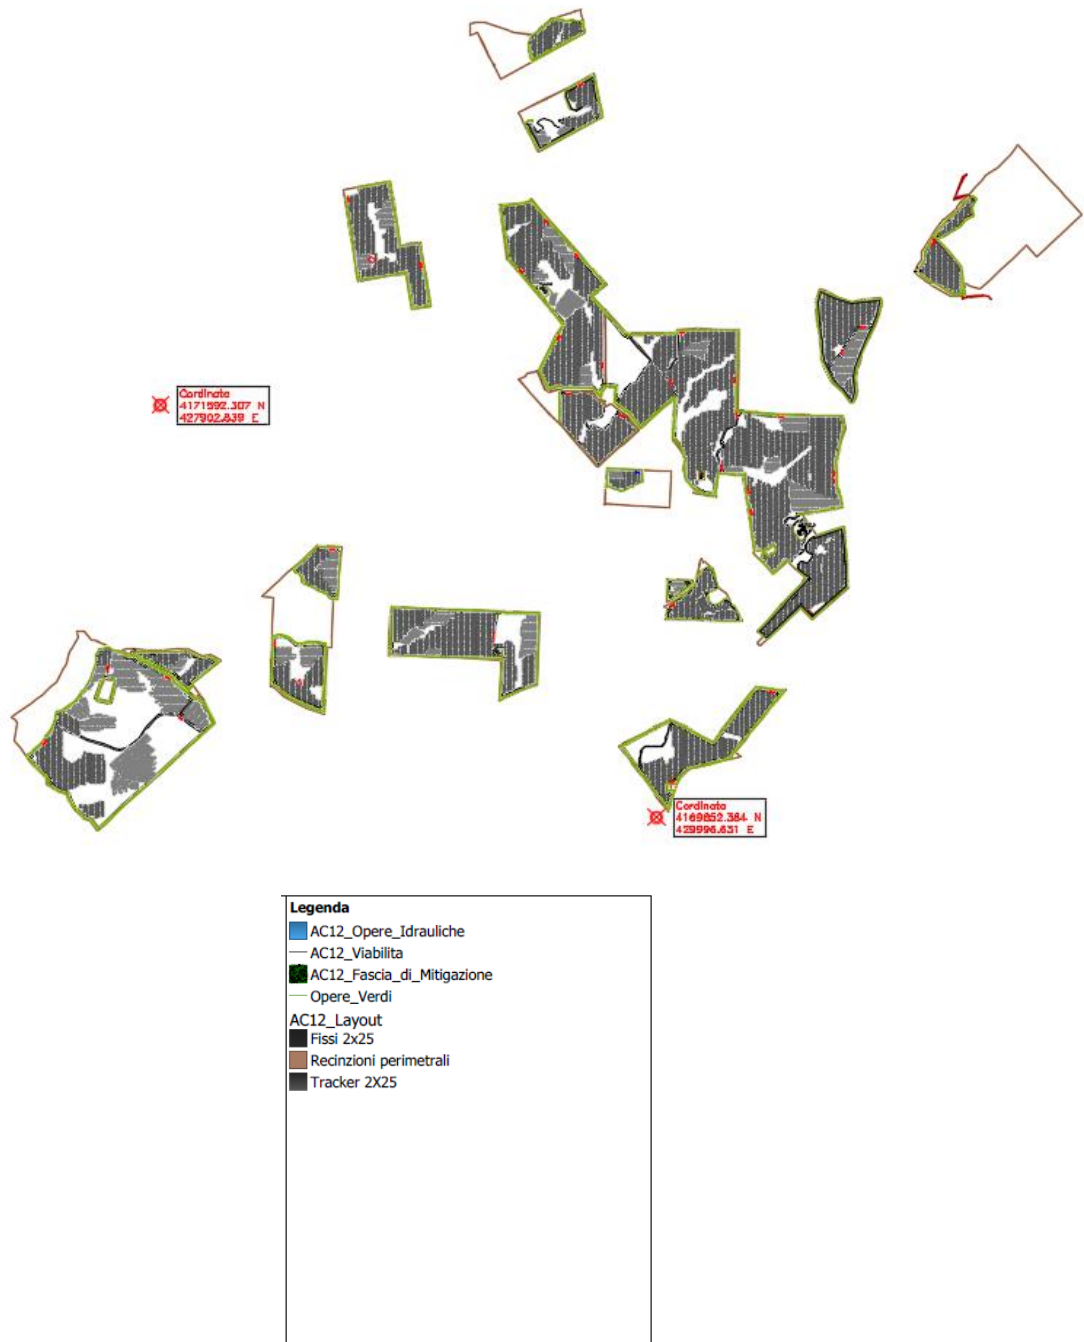 Cordinata
4171592.307 N
427902.839 E
Cordinata
4169852.384 N
429996.631 E
Legenda
AC12_Opere_Idrauliche
AC12_Viabilita
AC12_Fascia_di_Mitigazione
Opere_Verdi
AC12_Layout
Fissi 2x25
Recinzioni perimetrali
Tracker 2X25